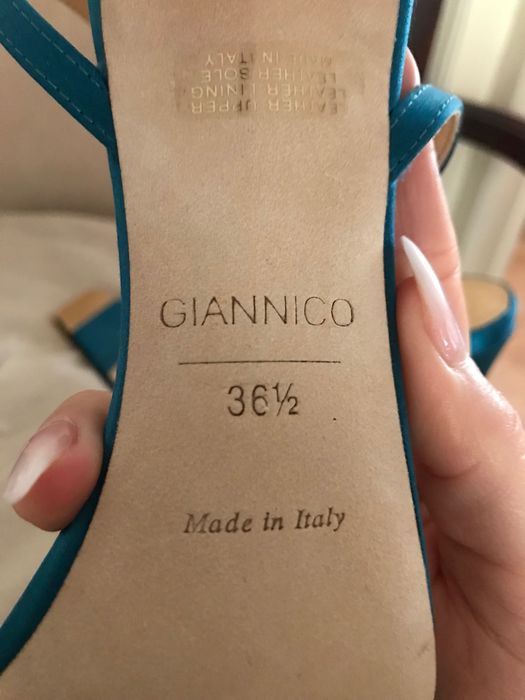 LEATHER UPPER
LEATHER LINING
LEATHER SOLE
MADE IN ITALY
GIANNICO
36½
Made in Italy